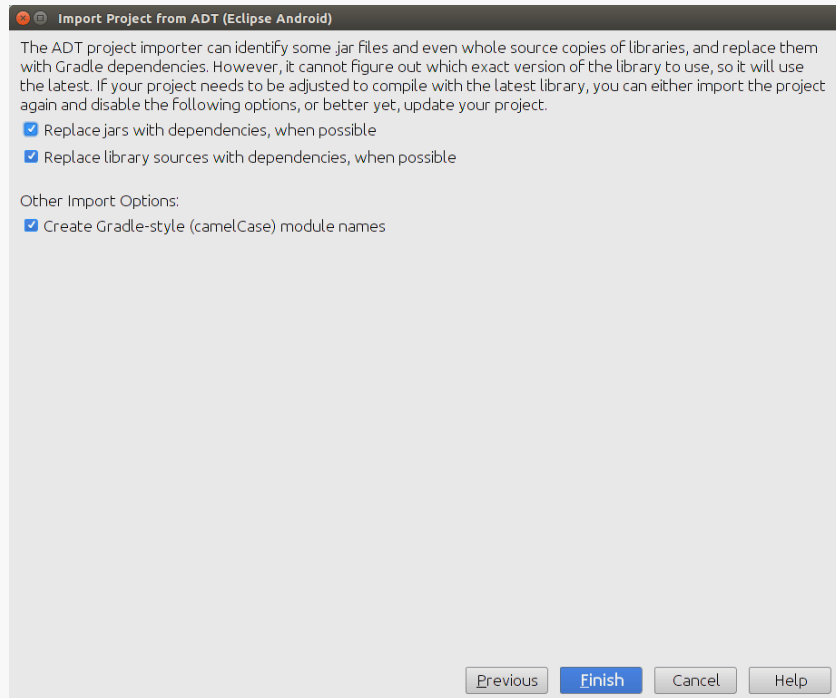 Import Project from ADT (Eclipse Android)
The ADT project importer can identify some .jar files and even whole source copies of libraries, and replace them
with Gradle dependencies. However, it cannot figure out which exact version of the library to use, so it will use
the latest. If your project needs to be adjusted to compile with the latest library, you can either import the project
again and disable the following options, or better yet, update your project.
Replace jars with dependencies, when possible
Replace library sources with dependencies, when possible
Other Import Options:
Create Gradle-style (camelCase) module names
Previous Finish Cancel Help